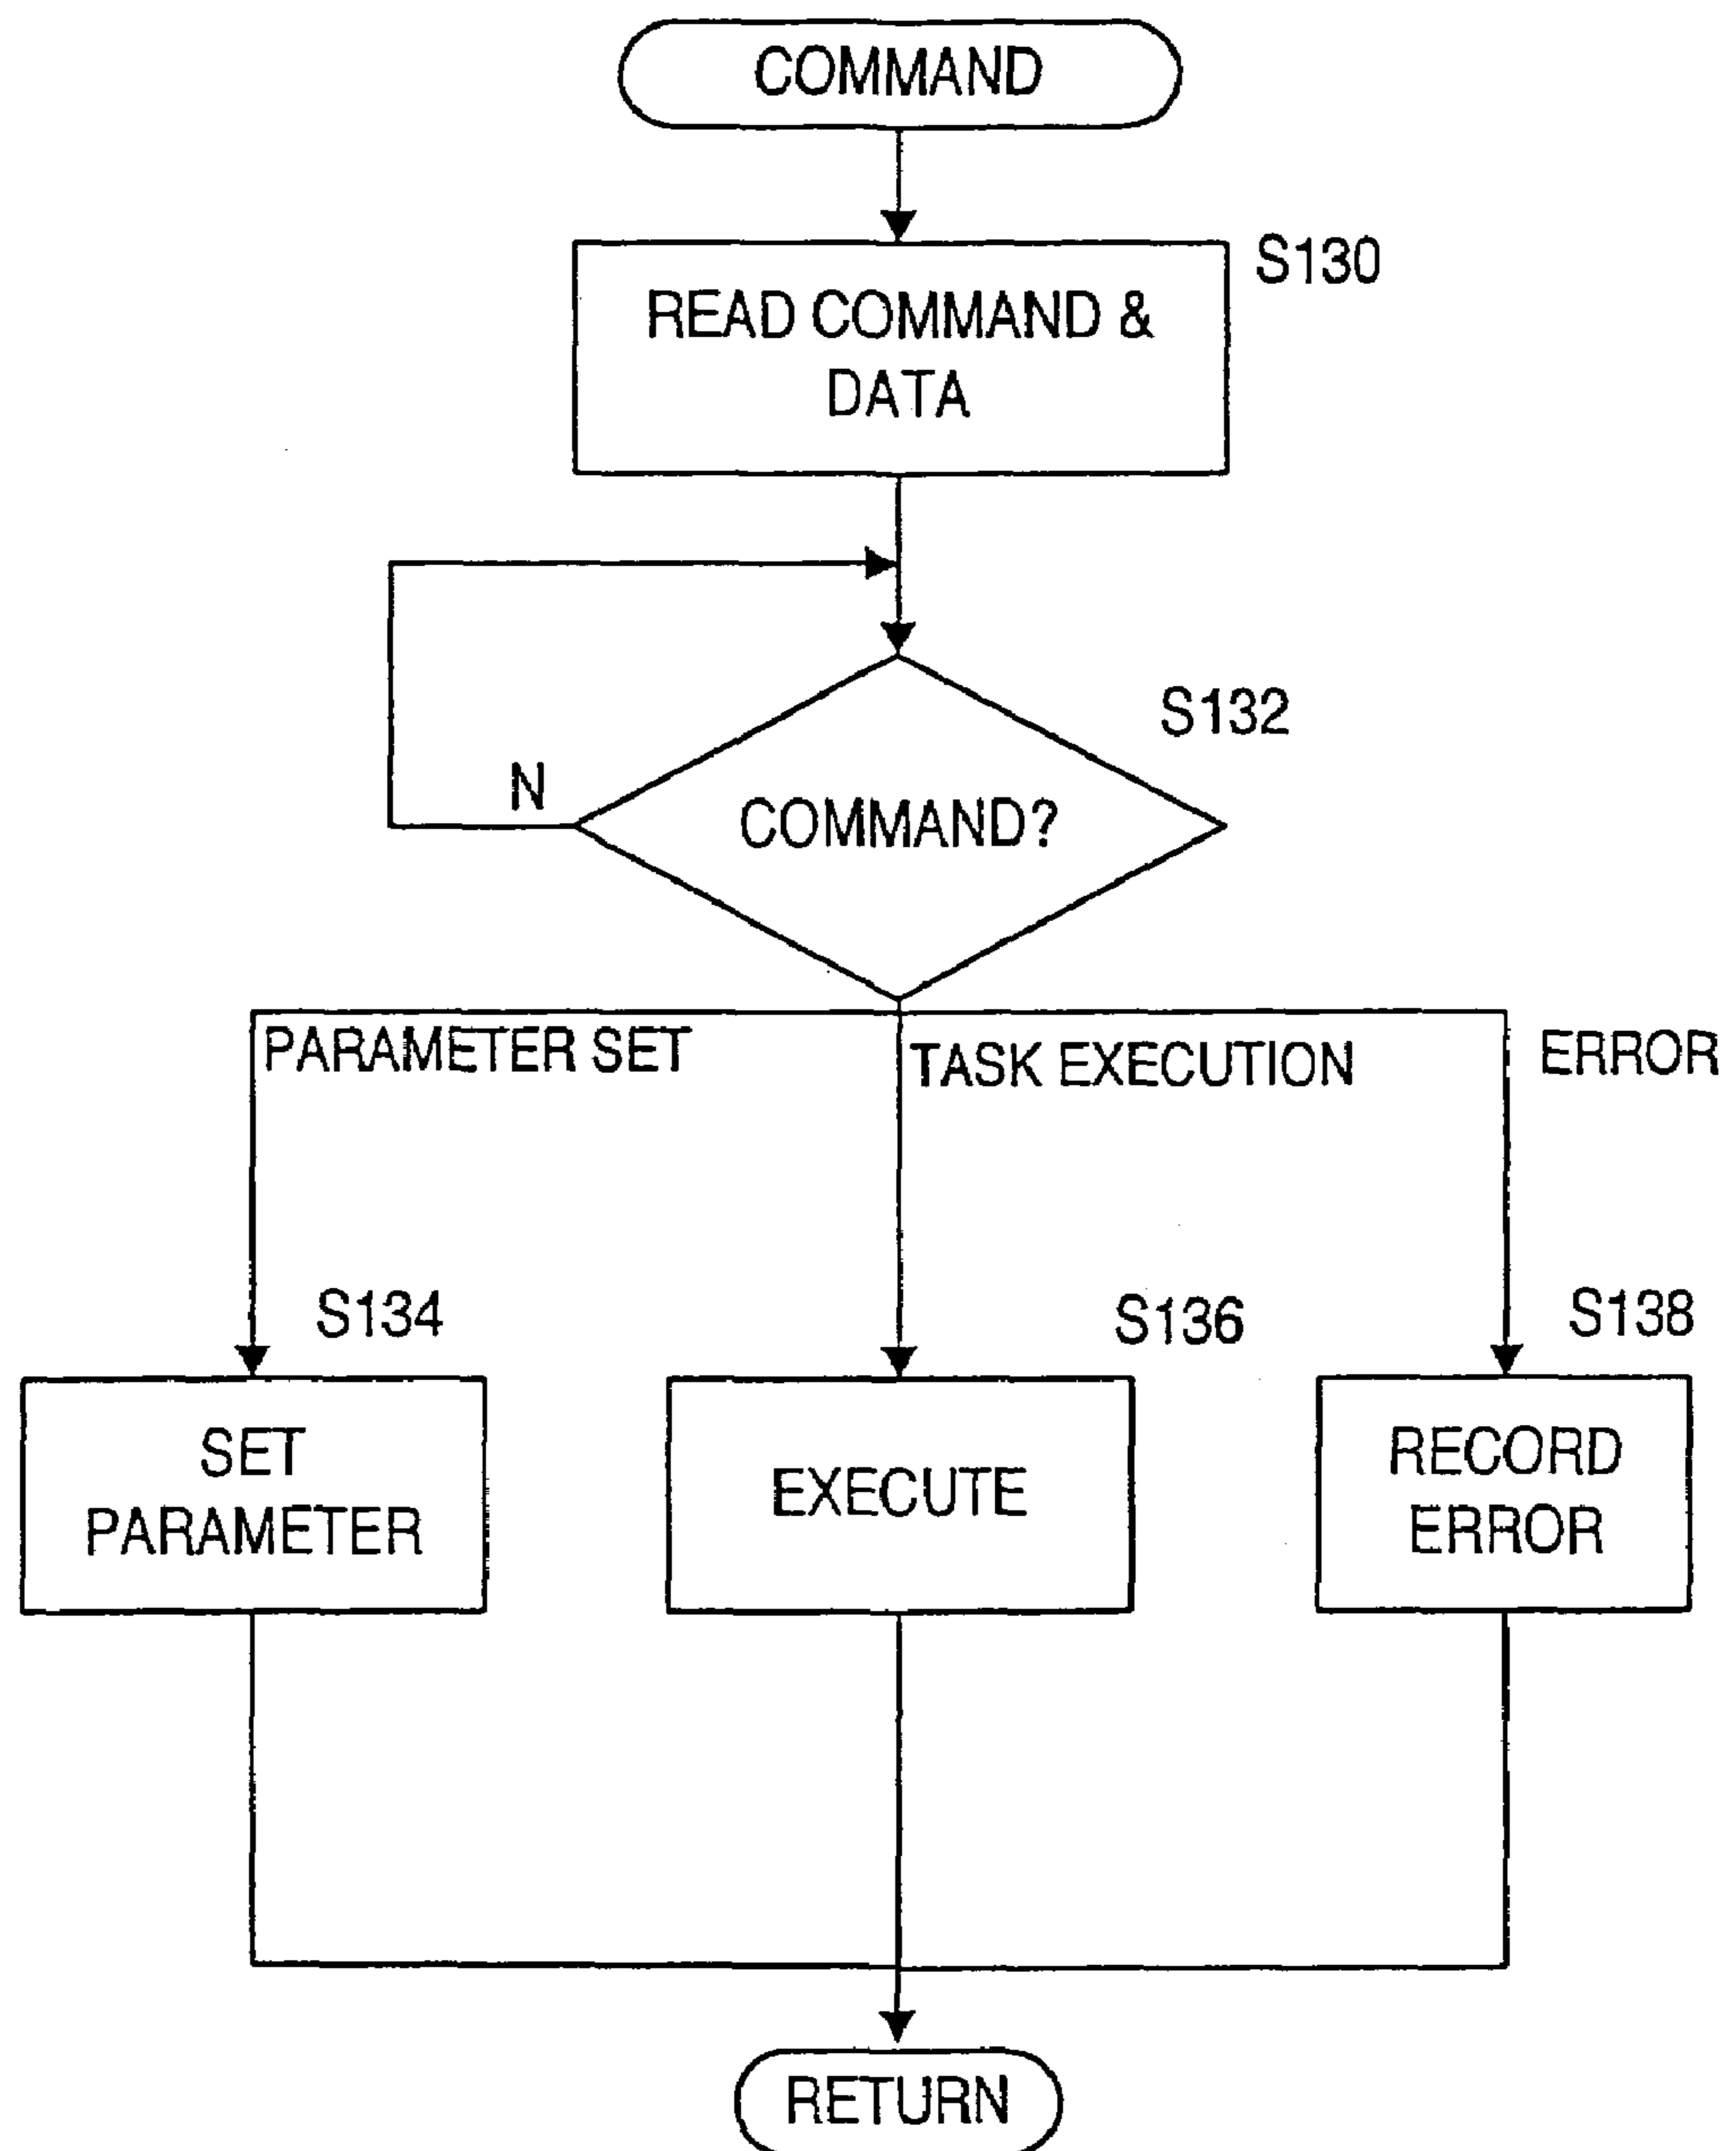 COMMAND
S130
READ COMMAND &
DATA
S132
N
COMMAND?
PARAMETER SET
TASK EXECUTION
ERROR
S134
S136
S138
SET
PARAMETER
EXECUTE
RECORD
ERROR
RETURN